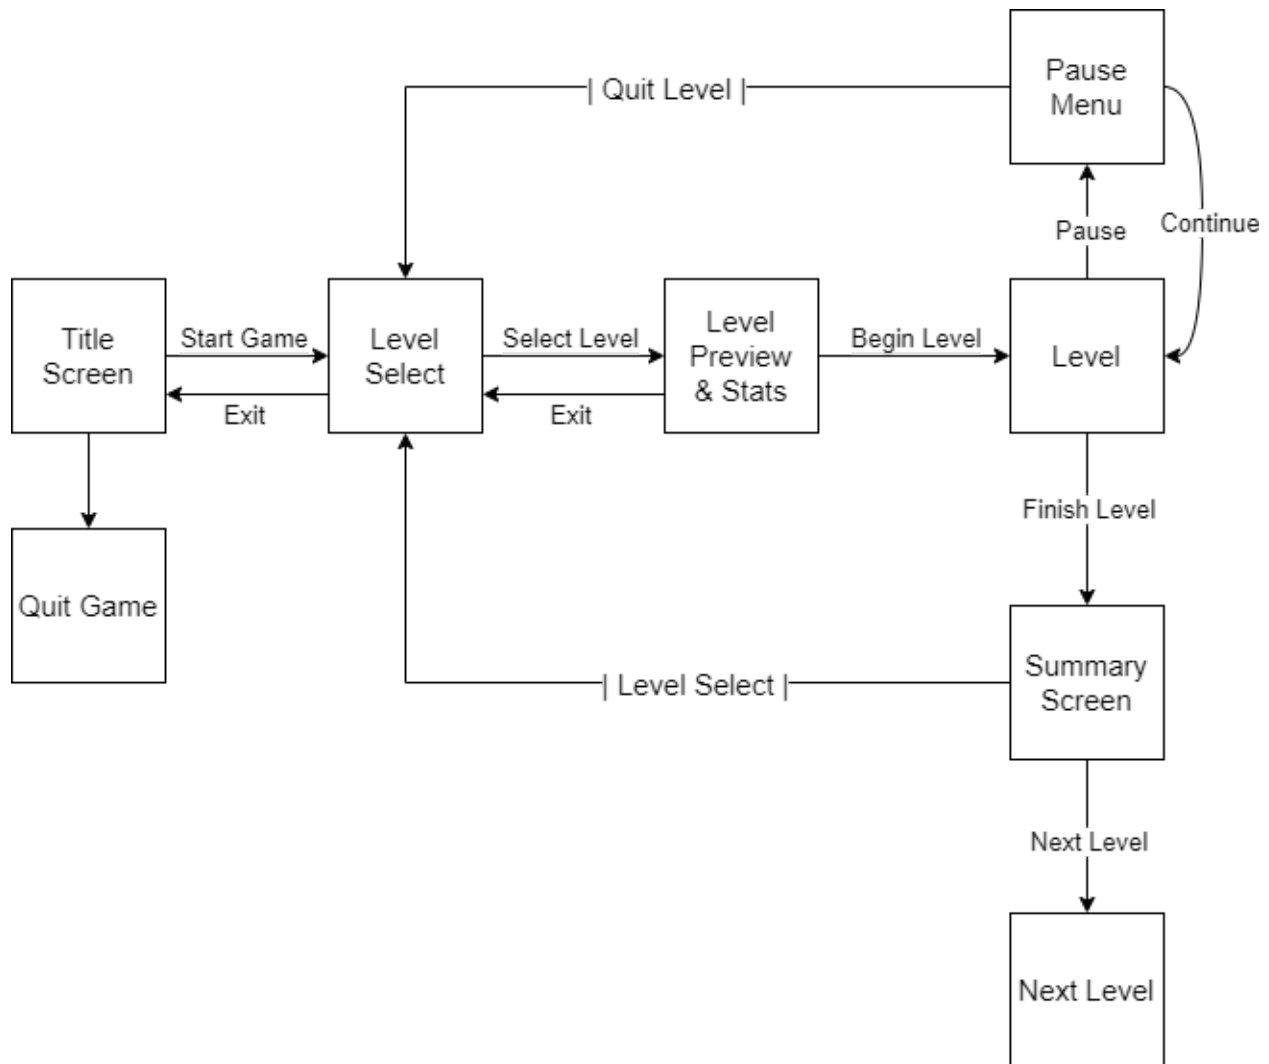 Pause
Menu
| Quit Level |
Pause
Continue
Title
Screen
Start Game
Exit
Level
Select
Select Level
Exit
Level
Preview
& Stats
Begin Level
Level
Finish Level
Quit Game
Summary
Screen
| Level Select |
Next Level
Next Level